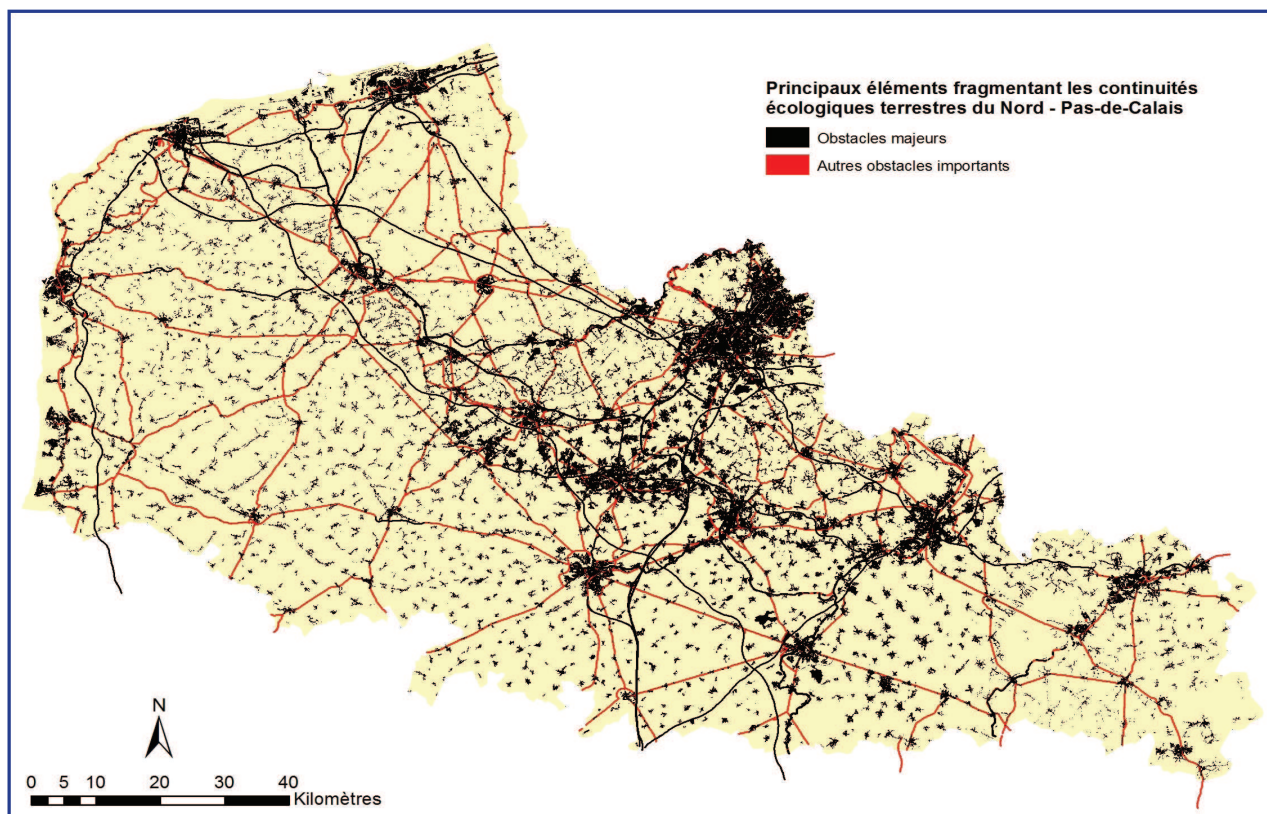 Principaux éléments fragmentant les continuités
écologiques terrestres du Nord - Pas-de-Calais
Obstacles majeurs
Autres obstacles importants
N
0 5 10 20 30 40
Kilomètres